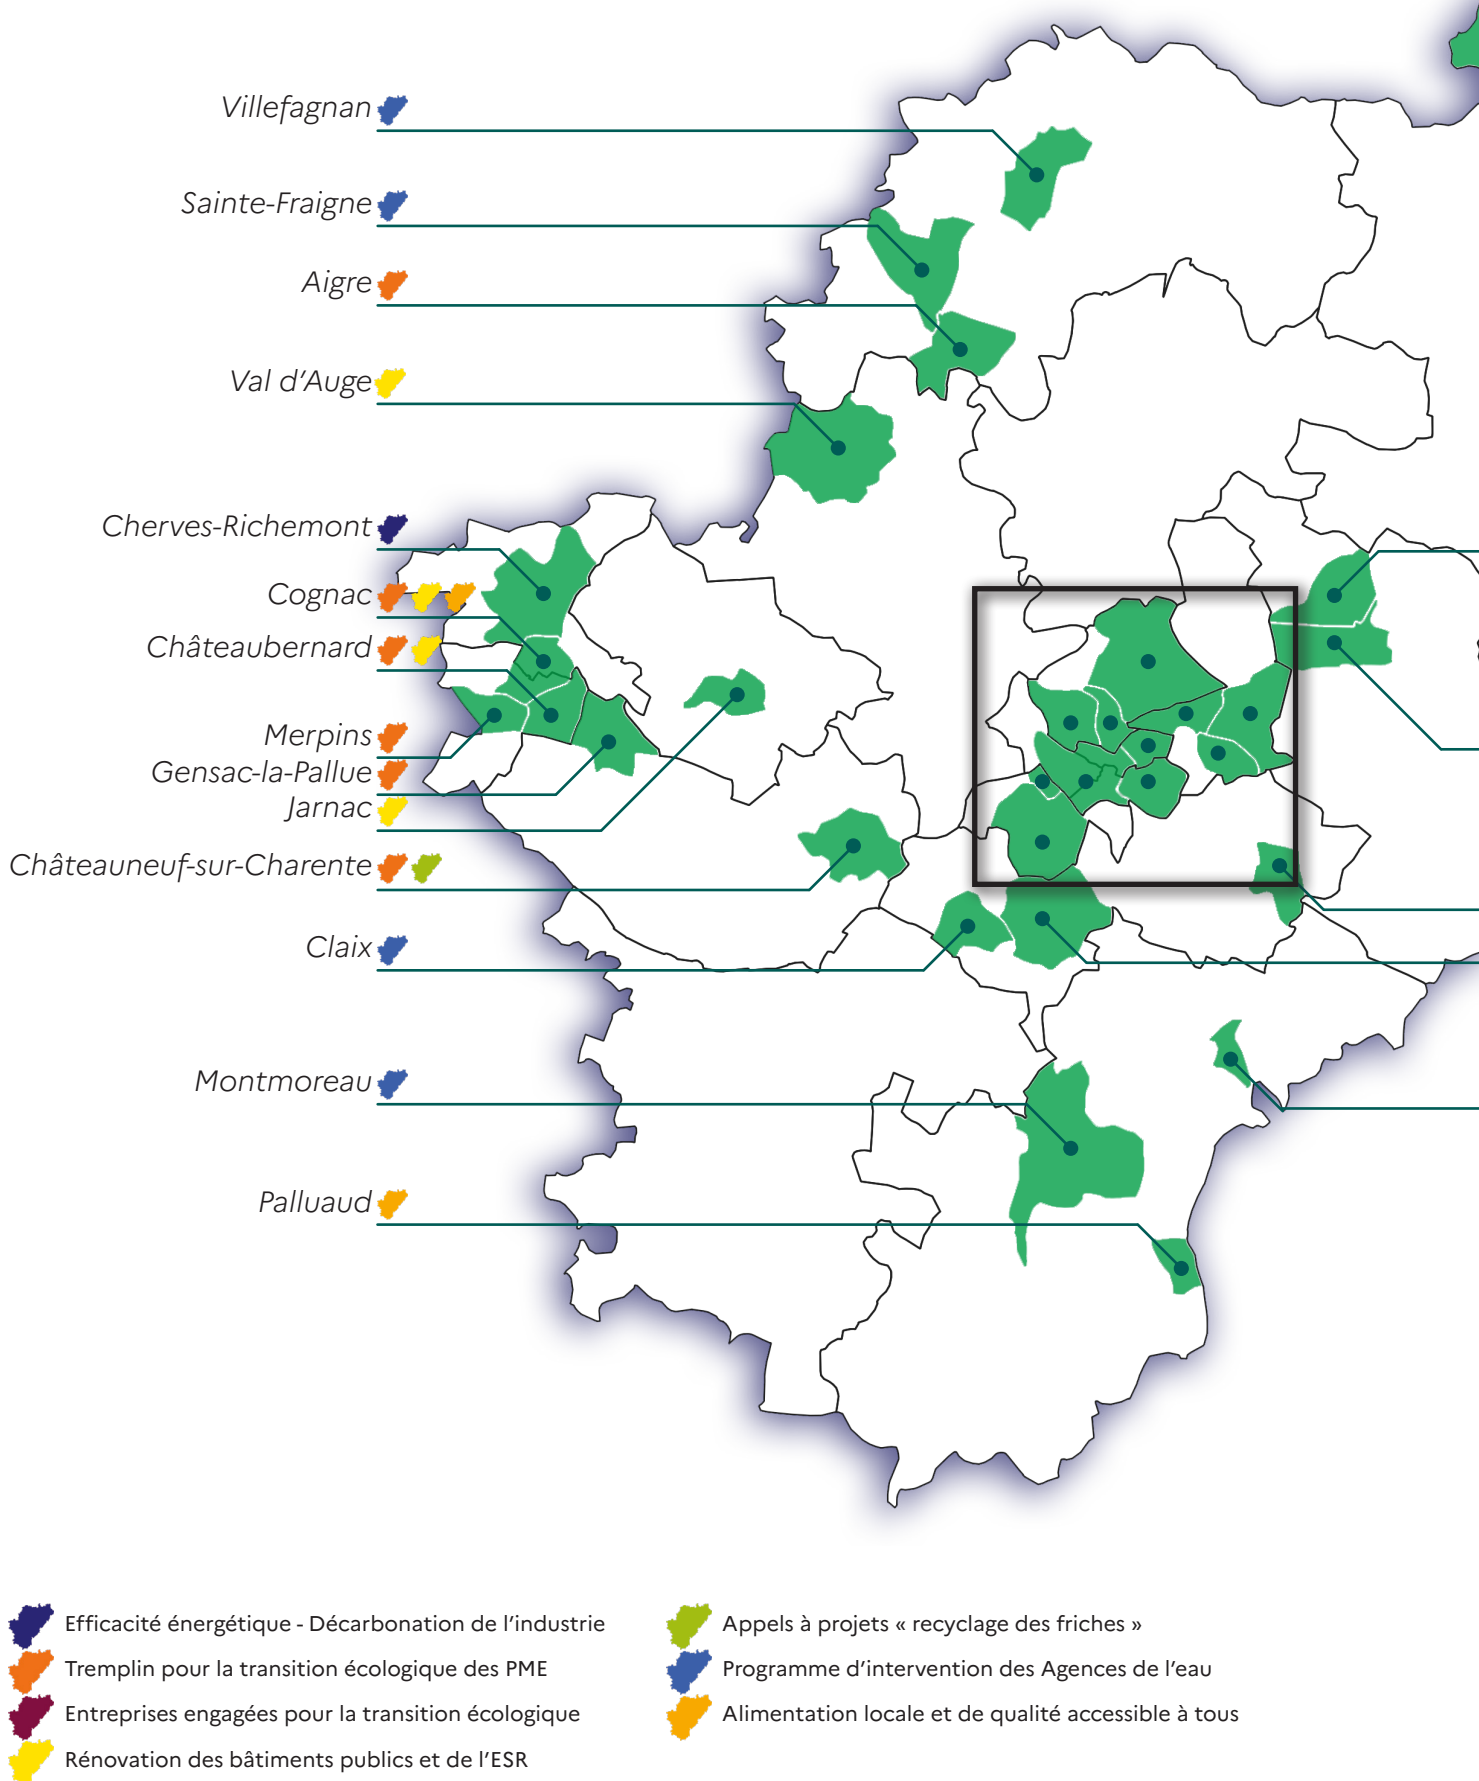 Villefagnan
Sainte-Fraigne
Aigre
Val d'Auge
Cherves-Richemont
Cognac
Châteaubernard
Merpins
Gensac-la-Pallue
Jarnac
Châteauneuf-sur-Charente
Claix
Montmoreau
Palluaud
Efficacité énergétique - Décarbonation de l'industrie
Tremplin pour la transition écologique des PME
Entreprises engagées pour la transition écologique
Rénovation des bâtiments publics et de l'ESR
Appels à projets « recyclage des friches »
Programme d'intervention des Agences de l'eau
Alimentation locale et de qualité accessible à tous